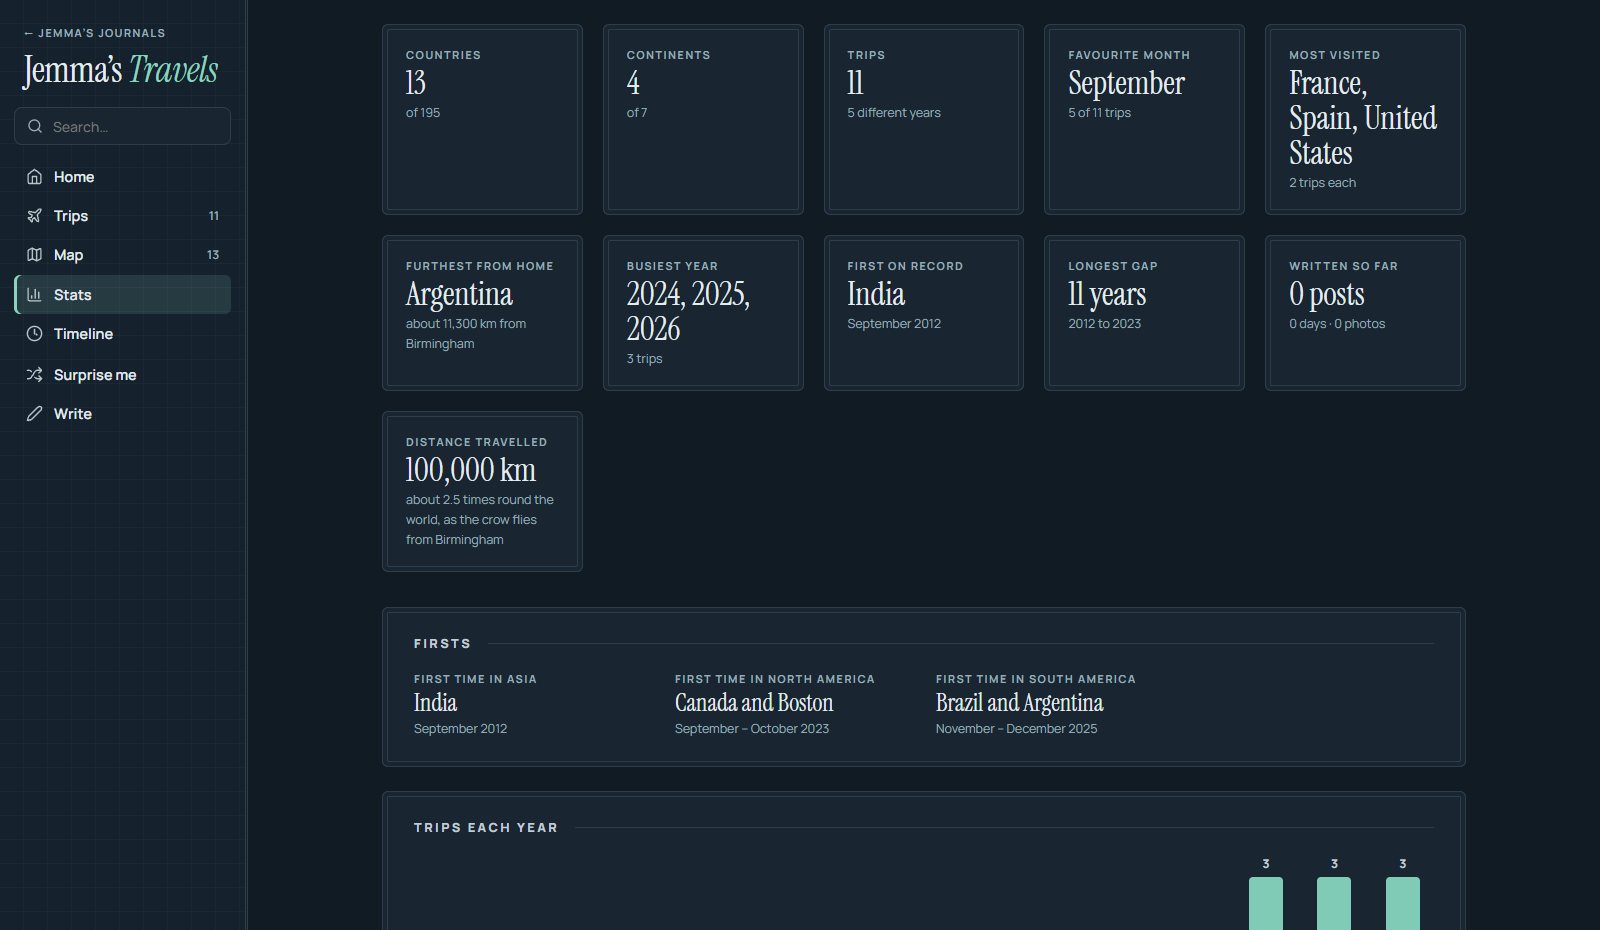 ← JEMMA'S JOURNALS
Jemma's Travels
Search…
Home
Trips 11
Map 13
Stats
Timeline
Surprise me
Write
COUNTRIES
13
of 195
CONTINENTS
4
of 7
TRIPS
11
5 different years
FAVOURITE MONTH
September
5 of 11 trips
MOST VISITED
France,
Spain, United
States
2 trips each
FURTHEST FROM HOME
Argentina
about 11,300 km from
Birmingham
BUSIEST YEAR
2024, 2025,
2026
3 trips
FIRST ON RECORD
India
September 2012
LONGEST GAP
11 years
2012 to 2023
WRITTEN SO FAR
0 posts
0 days · 0 photos
DISTANCE TRAVELLED
100,000 km
about 2.5 times round the
world, as the crow flies
from Birmingham
FIRSTS
FIRST TIME IN ASIA
India
September 2012
FIRST TIME IN NORTH AMERICA
Canada and Boston
September – October 2023
FIRST TIME IN SOUTH AMERICA
Brazil and Argentina
November – December 2025
TRIPS EACH YEAR
3 3 3